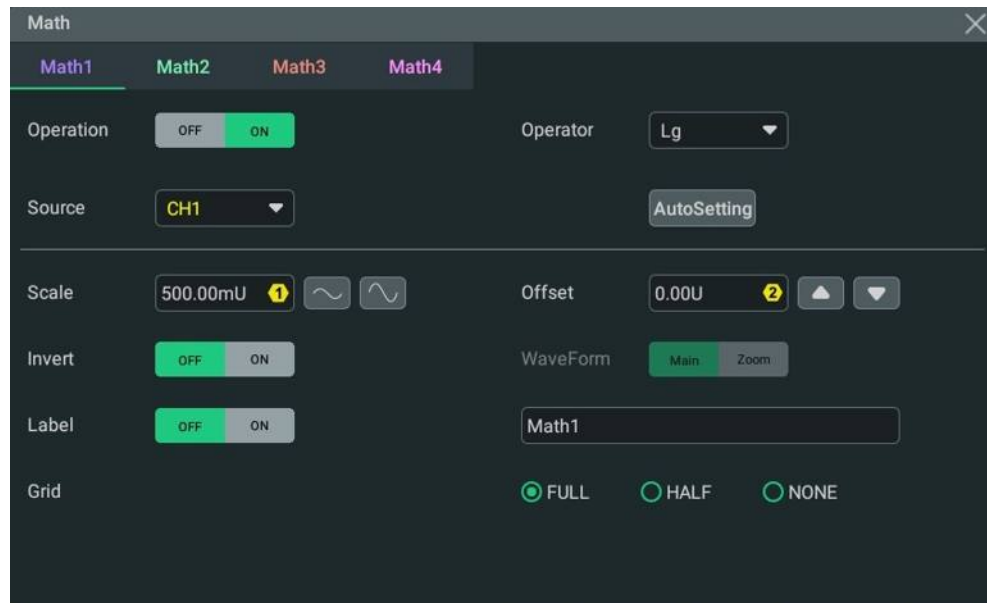 Math
Math1 Math2 Math3 Math4
Operation OFF ON Operator Lg
Source CH1 AutoSetting
Scale 500.00mU 1 Offset 0.00U 2
Invert OFF ON WaveForm Main Zoom
Label OFF ON Math1
Grid FULL HALF NONE